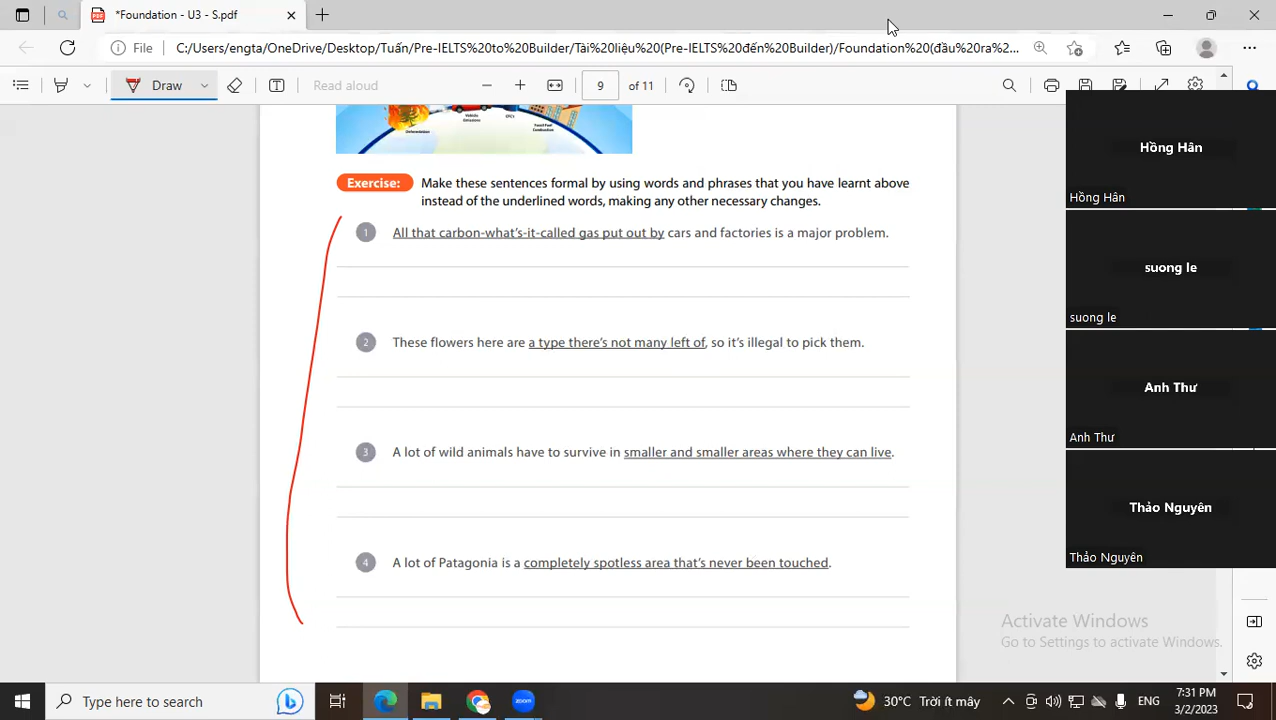 *Foundation - U3 - S.pdf
File
C:/Users/engta/OneDrive/Desktop/Tuấn/Pre-IELTS%20to%20Builder/Tài%20liệu%20(Pre-IELTS%20đến%20Builder)/Foundation%20(đầu%20ra%2...
Draw
Read aloud
9
of 11
Deforestation
Vehicle
Emissions
CFC's
Fossil Fuel
Combustion
Exercise: Make these sentences formal by using words and phrases that you have learnt above
instead of the underlined words, making any other necessary changes.
1 All that carbon-what's-it-called gas put out by cars and factories is a major problem.
2 These flowers here are a type there's not many left of, so it's illegal to pick them.
3 A lot of wild animals have to survive in smaller and smaller areas where they can live.
4 A lot of Patagonia is a completely spotless area that's never been touched.
Hồng Hân
Hồng Hân
suong le
suong le
Anh Thư
Anh Thư
Thảo Nguyên
Thảo Nguyên
Activate Windows
Go to Settings to activate Windows.
Type here to search
zoom
30°C Trời ít mây
ENG
7:31 PM
3/2/2023